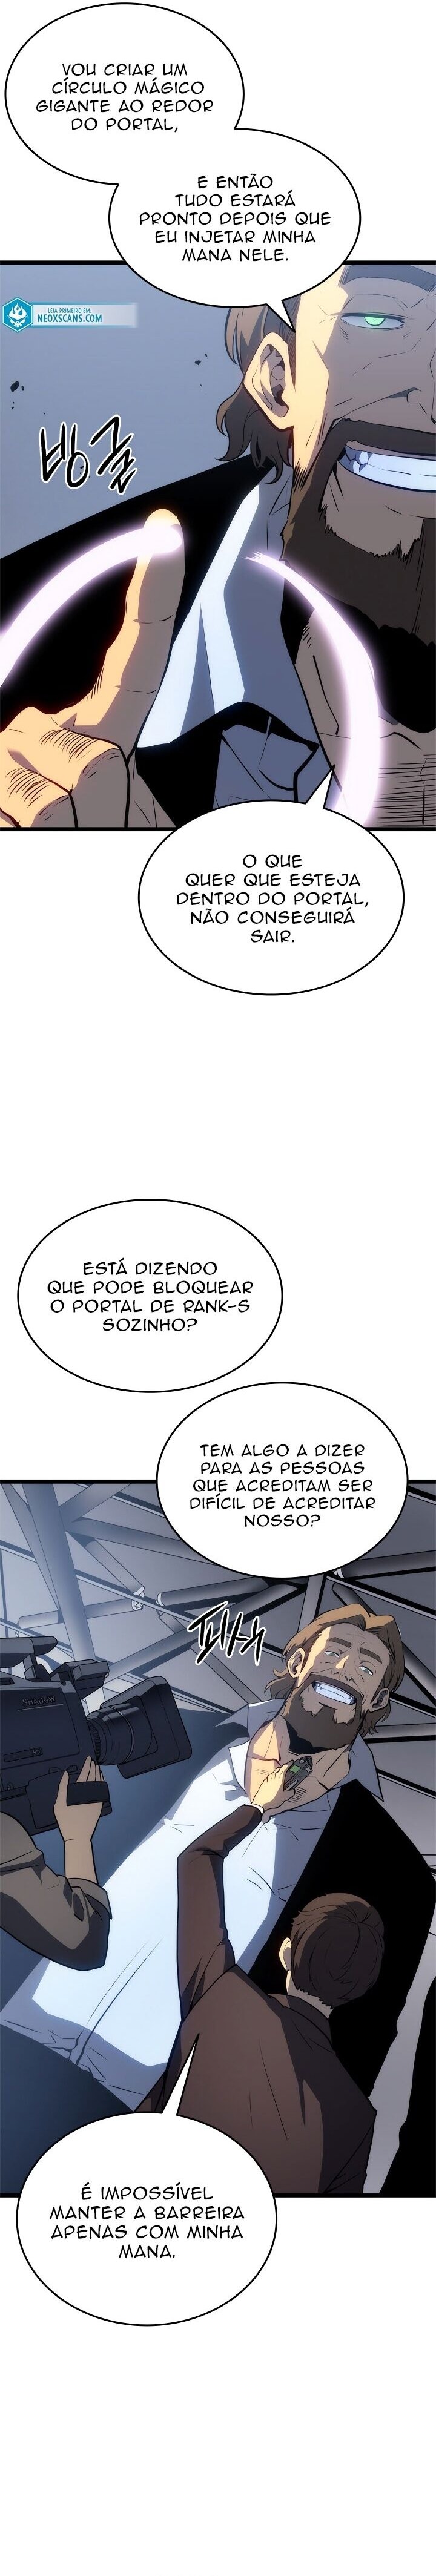 VOU CRIAR UM
CÍRCULO MÁGICO
GIGANTE AO REDOR
DO PORTAL,
E ENTÃO
TUDO ESTARÁ
PRONTO DEPOIS QUE
EU INJETAR MINHA
MANA NELE.
LEIA PRIMEIRO EM:
NEOXSCANS.COM
빙글
O QUE
QUER QUE ESTEJA
DENTRO DO PORTAL,
NÃO CONSEGUIRÁ
SAIR.
ESTÁ DIZENDO
QUE PODE BLOQUEAR
O PORTAL DE RANK-S
SOZINHO?
TEM ALGO A DIZER
PARA AS PESSOAS
QUE ACREDITAM SER
DIFÍCIL DE ACREDITAR
NOSSO?
SHADOW
É IMPOSSÍVEL
MANTER A BARREIRA
APENAS COM MINHA
MANA.